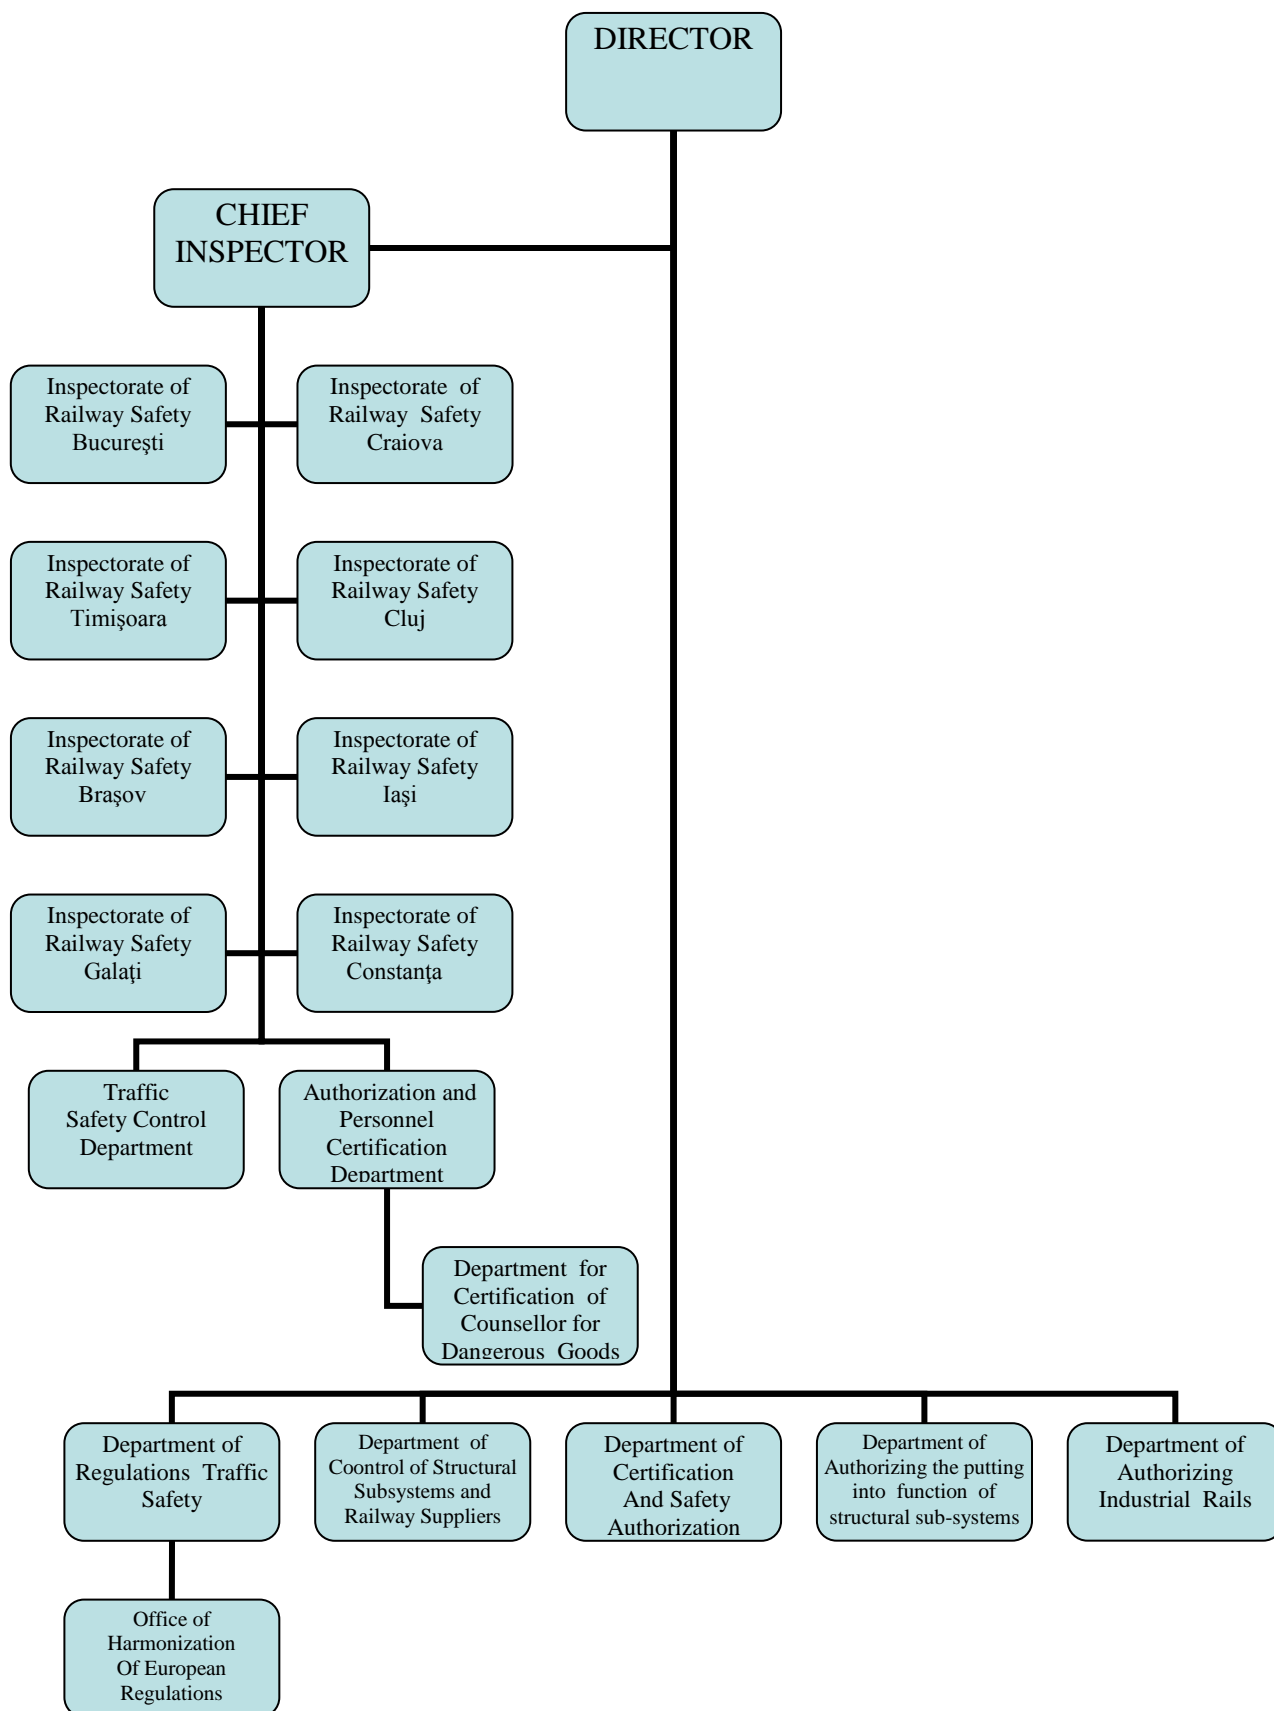 DIRECTOR
CHIEF
INSPECTOR
Inspectorate of
Railway Safety
Bucureşti
Inspectorate of
Railway Safety
Craiova
Inspectorate of
Railway Safety
Timişoara
Inspectorate of
Railway Safety
Cluj
Inspectorate of
Railway Safety
Braşov
Inspectorate of
Railway Safety
Iaşi
Inspectorate of
Railway Safety
Galaţi
Inspectorate of
Railway Safety
Constanţa
Traffic
Safety Control
Department
Authorization and
Personnel
Certification
Department
Department for
Certification of
Counsellor for
Dangerous Goods
Department of
Regulations Traffic
Safety
Department of
Coontrol of Structural
Subsystems and
Railway Suppliers
Department of
Certification
And Safety
Authorization
Department of
Authorizing the putting
into function of
structural sub-systems
Department of
Authorizing
Industrial Rails
Office of
Harmonization
Of European
Regulations